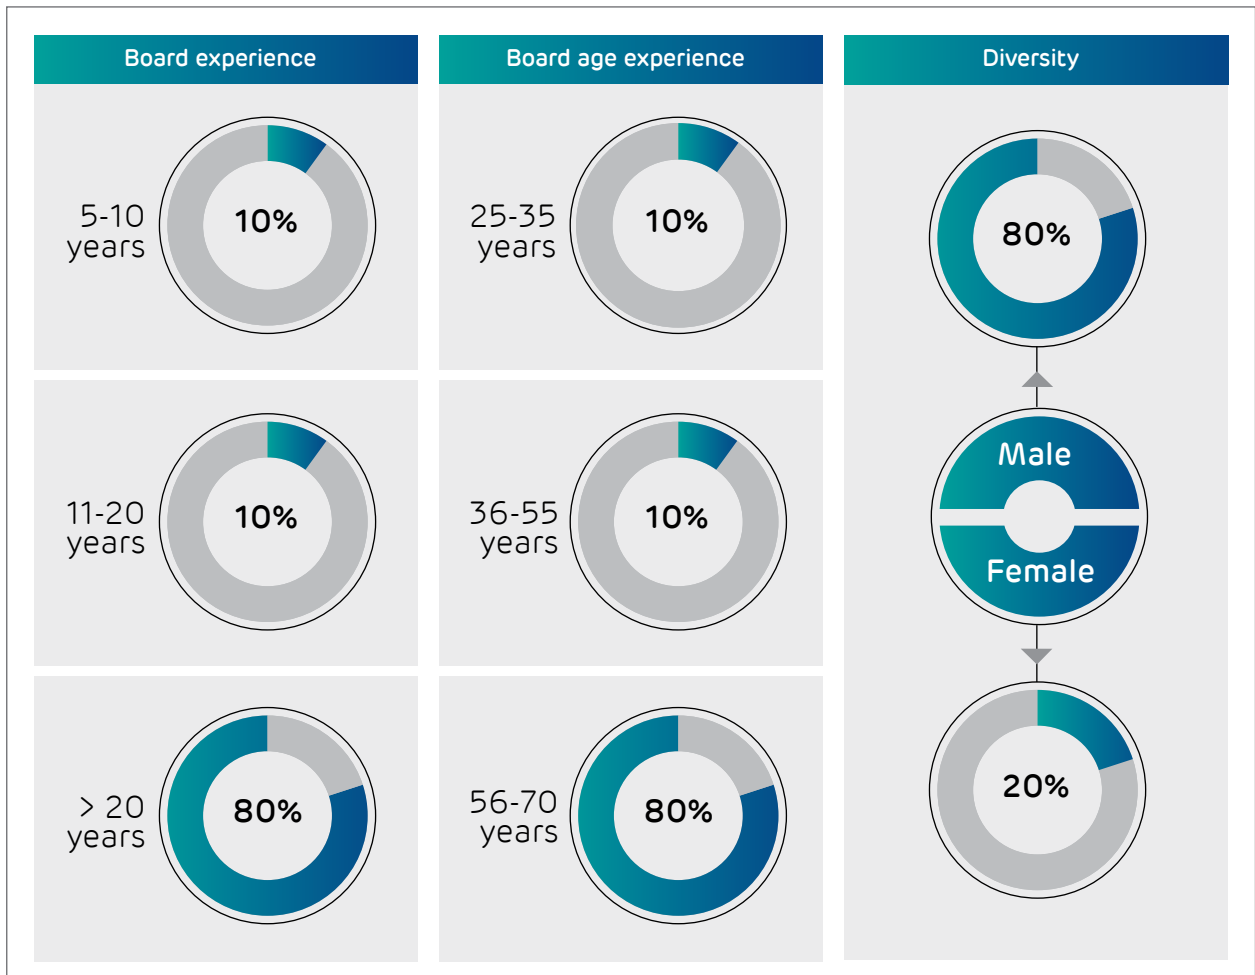 Board experience
5-10
years
10%
11-20
years
10%
> 20
years
80%
Board age experience
25-35
years
10%
36-55
years
10%
56-70
years
80%
Diversity
80%
Male
Female
20%